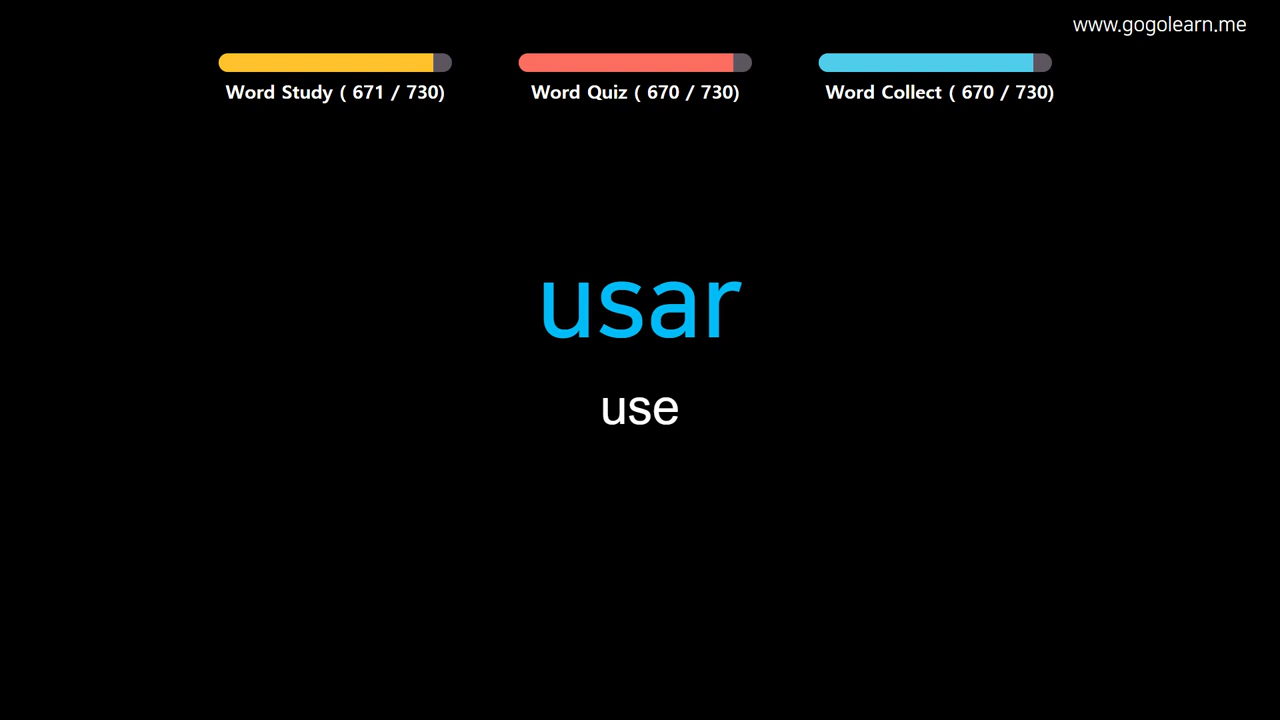 www.gogolearn.me
Word Study ( 671 / 730)
Word Quiz ( 670 / 730)
Word Collect ( 670 / 730)
usar
use